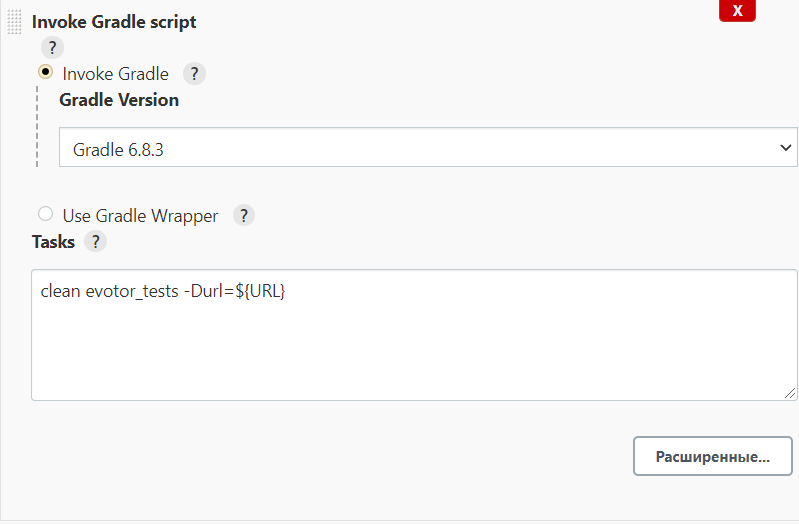 X
Invoke Gradle script
?
Invoke Gradle ?
Gradle Version
Gradle 6.8.3
Use Gradle Wrapper ?
Tasks ?
clean evotor_tests -Durl=${URL}
Расширенные...